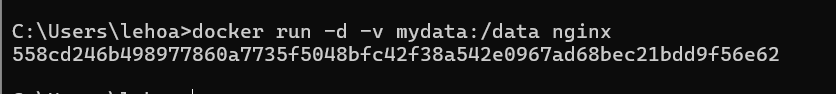 C:\Users\lehoa>docker run -d -v mydata:/data nginx
558cd246b498977860a7735f5048bfc42f38a542e0967ad68bec21bdd9f56e62